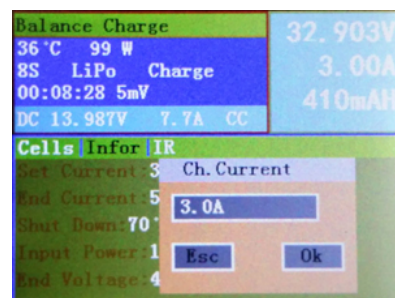 Balance Charge
36°C 99 W
8S LiPo Charge
00:08:28 5mV
DC 13.987V 7.7A CC
32.903V
3.00A
410mAH
Cells Infor IR
Set Current:3
End Current:5
Shut Down:70°
Input Power:1
End Voltage:4
Ch.Current
3.0A
Esc Ok